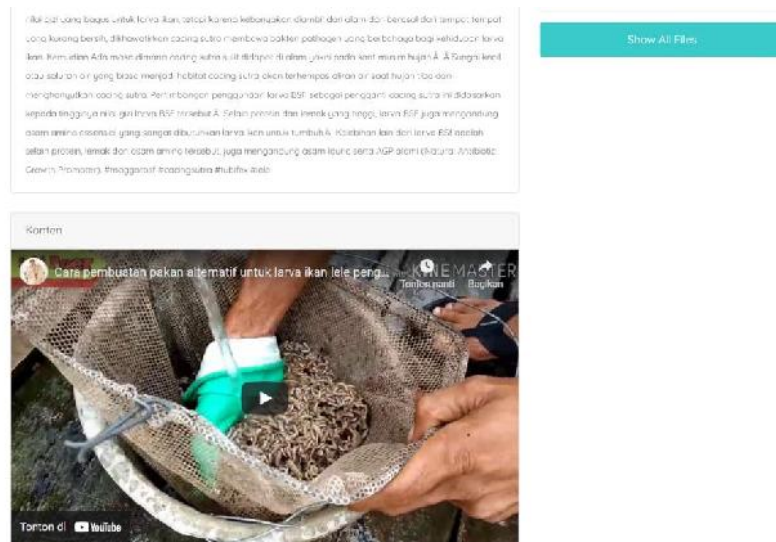 nilai gizi yang bagus untuk larva ikan, tetapi karena kebanyakan diambil dari alam dan berasal dari tempat tempat
yang kurang bersih, dikhawatirkan cacing sutra membawa bakteri pathogen yang berbahaya bagi kehidupan larva
ikan. Kemudian Ada masa dimana cacing sutra sulit didapat di alam yakni pada saat musim hujan Â Â Sungai kecil
atau saluran air yang biasa menjadi habitat cacing sutra akan terhempas aliran air saat hujan tiba dan
menghanyutkan cacing sutra. Pertimbangan penggunaan larva BSF sebagai pengganti cacing sutra ini didasarkan
kepada tingginya nilai gizi larva BSF tersebut Â Selain protein dan lemak yang tinggi, larva BSF juga mengandung
asam amino essensial yang sangat dibutuhkan larva ikan untuk tumbuh Â Kelebihan lain dari larva BSF adalah
selain protein, lemak dan asam amino tersebut, juga mengandung asam lauric serta AGP alami (Natural Antibiotic
Growth Promoter). #maggotbsf #cacingsutra #tubifex #lele
Show All Files
Konten
Cara pembuatan pakan alternatif untuk larva ikan lele peng...
KINEMASTER
Tonton nanti Bagikan
Tonton di YouTube